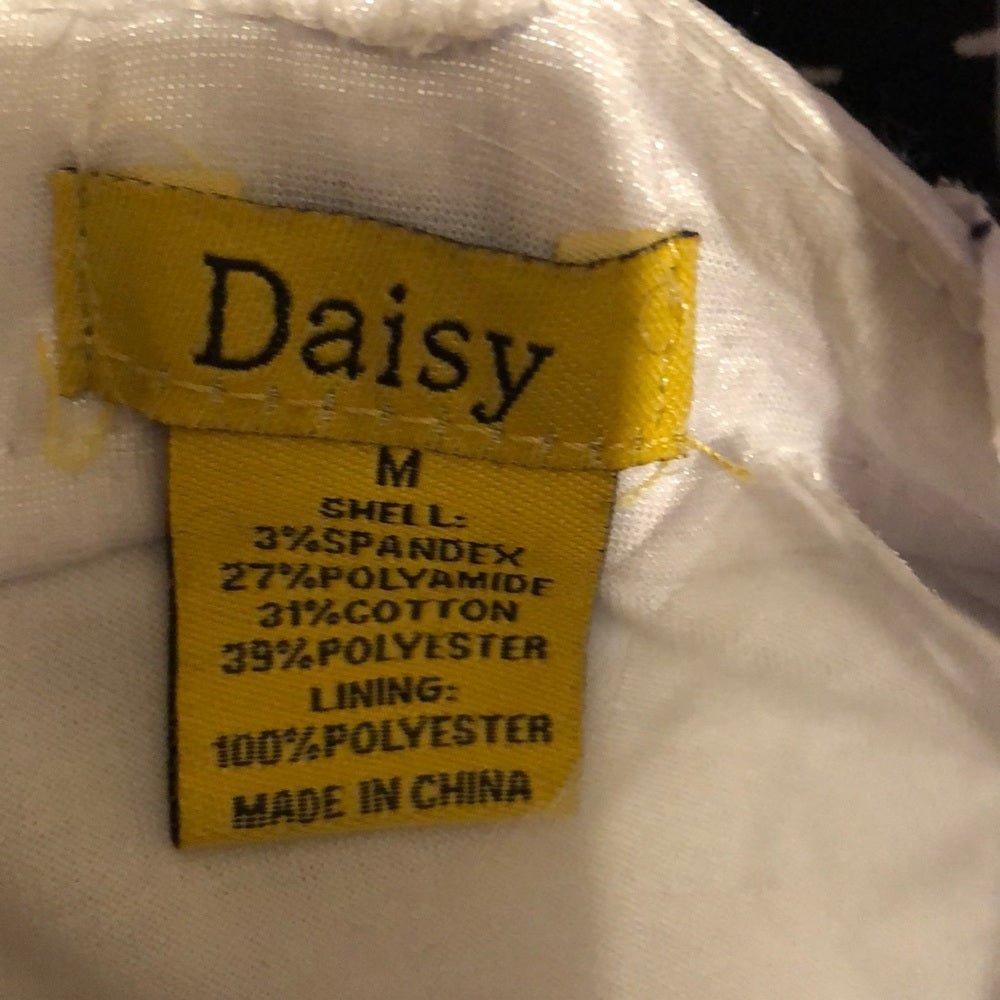 Daisy
M
SHELL:
3%SPANDEX
27%POLYAMIDE
31%COTTON
39%POLYESTER
LINING:
100%POLYESTER
MADE IN CHINA